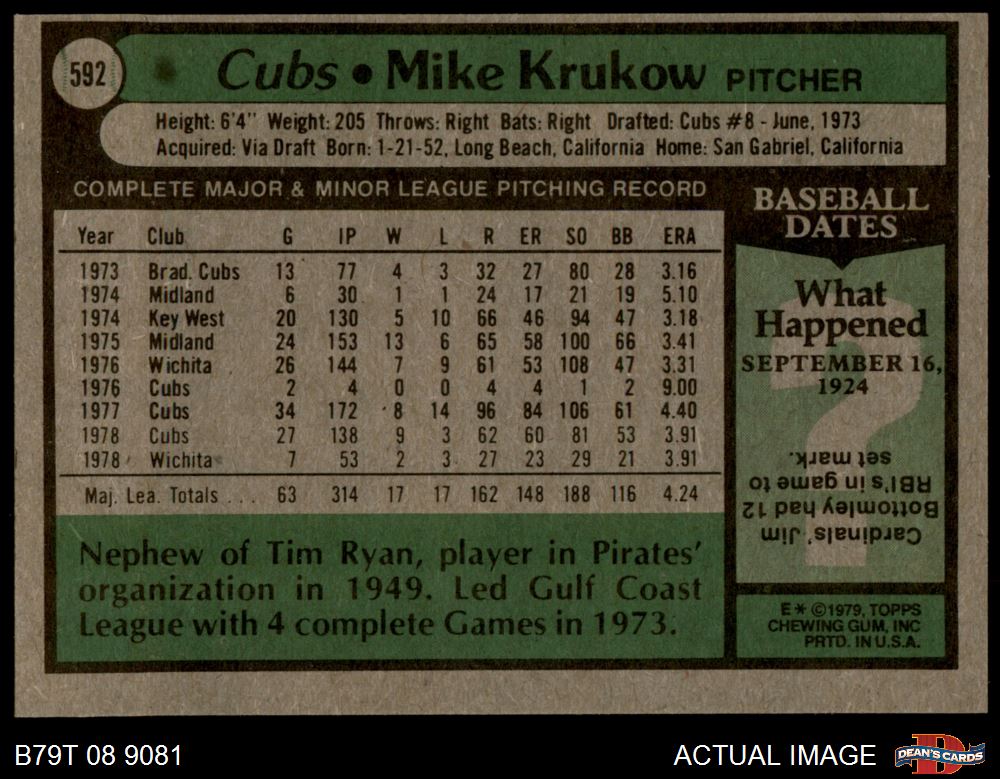 592
Cubs • Mike Krukow PITCHER
Height: 6'4" Weight: 205 Throws: Right Bats: Right Drafted: Cubs #8 - June, 1973
Acquired: Via Draft Born: 1-21-52, Long Beach, California Home: San Gabriel, California
COMPLETE MAJOR & MINOR LEAGUE PITCHING RECORD
Year Club G IP W L R ER SO BB ERA
1973 Brad. Cubs 13 77 4 3 32 27 80 28 3.16
1974 Midland 6 30 1 1 24 17 21 19 5.10
1974 Key West 20 130 5 10 66 46 94 47 3.18
1975 Midland 24 153 13 6 65 58 100 66 3.41
1976 Wichita 26 144 7 9 61 53 108 47 3.31
1976 Cubs 2 4 0 0 4 4 1 2 9.00
1977 Cubs 34 172 8 14 96 84 106 61 4.40
1978 Cubs 27 138 9 3 62 60 81 53 3.91
1978 Wichita 7 53 2 3 27 23 29 21 3.91
Maj. Lea. Totals . . . 63 314 17 17 162 148 188 116 4.24
Nephew of Tim Ryan, player in Pirates'
organization in 1949. Led Gulf Coast
League with 4 complete Games in 1973.
BASEBALL
DATES
What
Happened
SEPTEMBER 16,
1924
?
Cardinals' Jim
Bottomley had 12
RBI's in game to
set mark.
E* ©1979, TOPPS
CHEWING GUM, INC
PRTD. IN U.S.A.
B79T 08 9081
ACTUAL IMAGE
D
DEAN'S CARDS